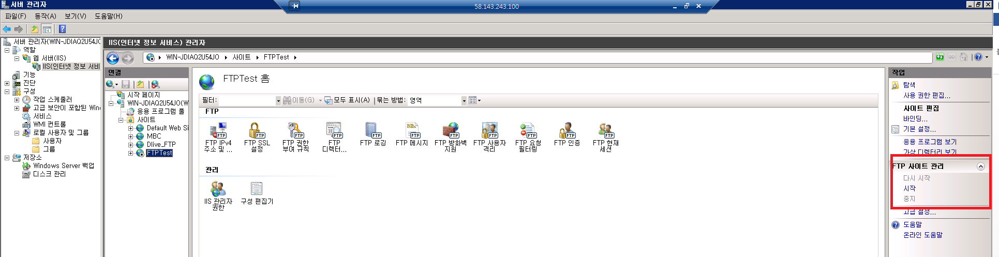 서버 관리자
58.143.243.100
파일(F) 동작(A) 보기(V) 도움말(H)
서버 관리자(WIN-JDIAQ2U54JO
역할
웹 서버(IIS)
IIS(인터넷 정보 서비
기능
진단
구성
작업 스케줄러
고급 보안이 포함된 Win
서비스
WMI 컨트롤
로컬 사용자 및 그룹
사용자
그룹
저장소
Windows Server 백업
디스크 관리
IIS(인터넷 정보 서비스) 관리자
WIN-JDIAQ2U54JO 사이트 FTPTest
연결
시작 페이지
WIN-JDIAQ2U54JO(W
응용 프로그램 풀
사이트
Default Web Si
MBC
Dlive_FTP
FTPTest
FTPTest 홈
필터: 이동(G) 모두 표시(A) 묶는 방법: 영역
FTP
FTP IPv4 주소 및 ...
FTP SSL 설정
FTP 권한 부여 규칙
FTP 디렉터...
FTP 로깅
FTP 메시지
FTP 방화벽 지원
FTP 사용자 격리
FTP 요청 필터링
FTP 인증
FTP 현재 세션
관리
IIS 관리자 권한
구성 편집기
작업
탐색
사용 권한 편집...
사이트 편집
바인딩...
기본 설정...
응용 프로그램 보기
가상 디렉터리 보기
FTP 사이트 관리
다시 시작
시작
중지
고급 설정...
도움말
온라인 도움말